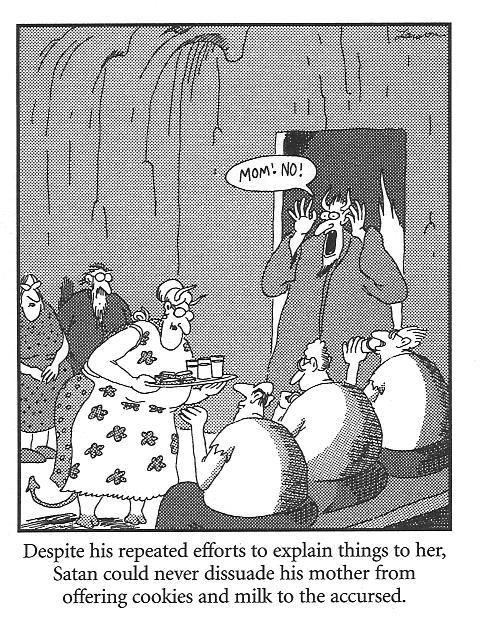 Larson
MOM! NO!
Despite his repeated efforts to explain things to her,
Satan could never dissuade his mother from
offering cookies and milk to the accursed.